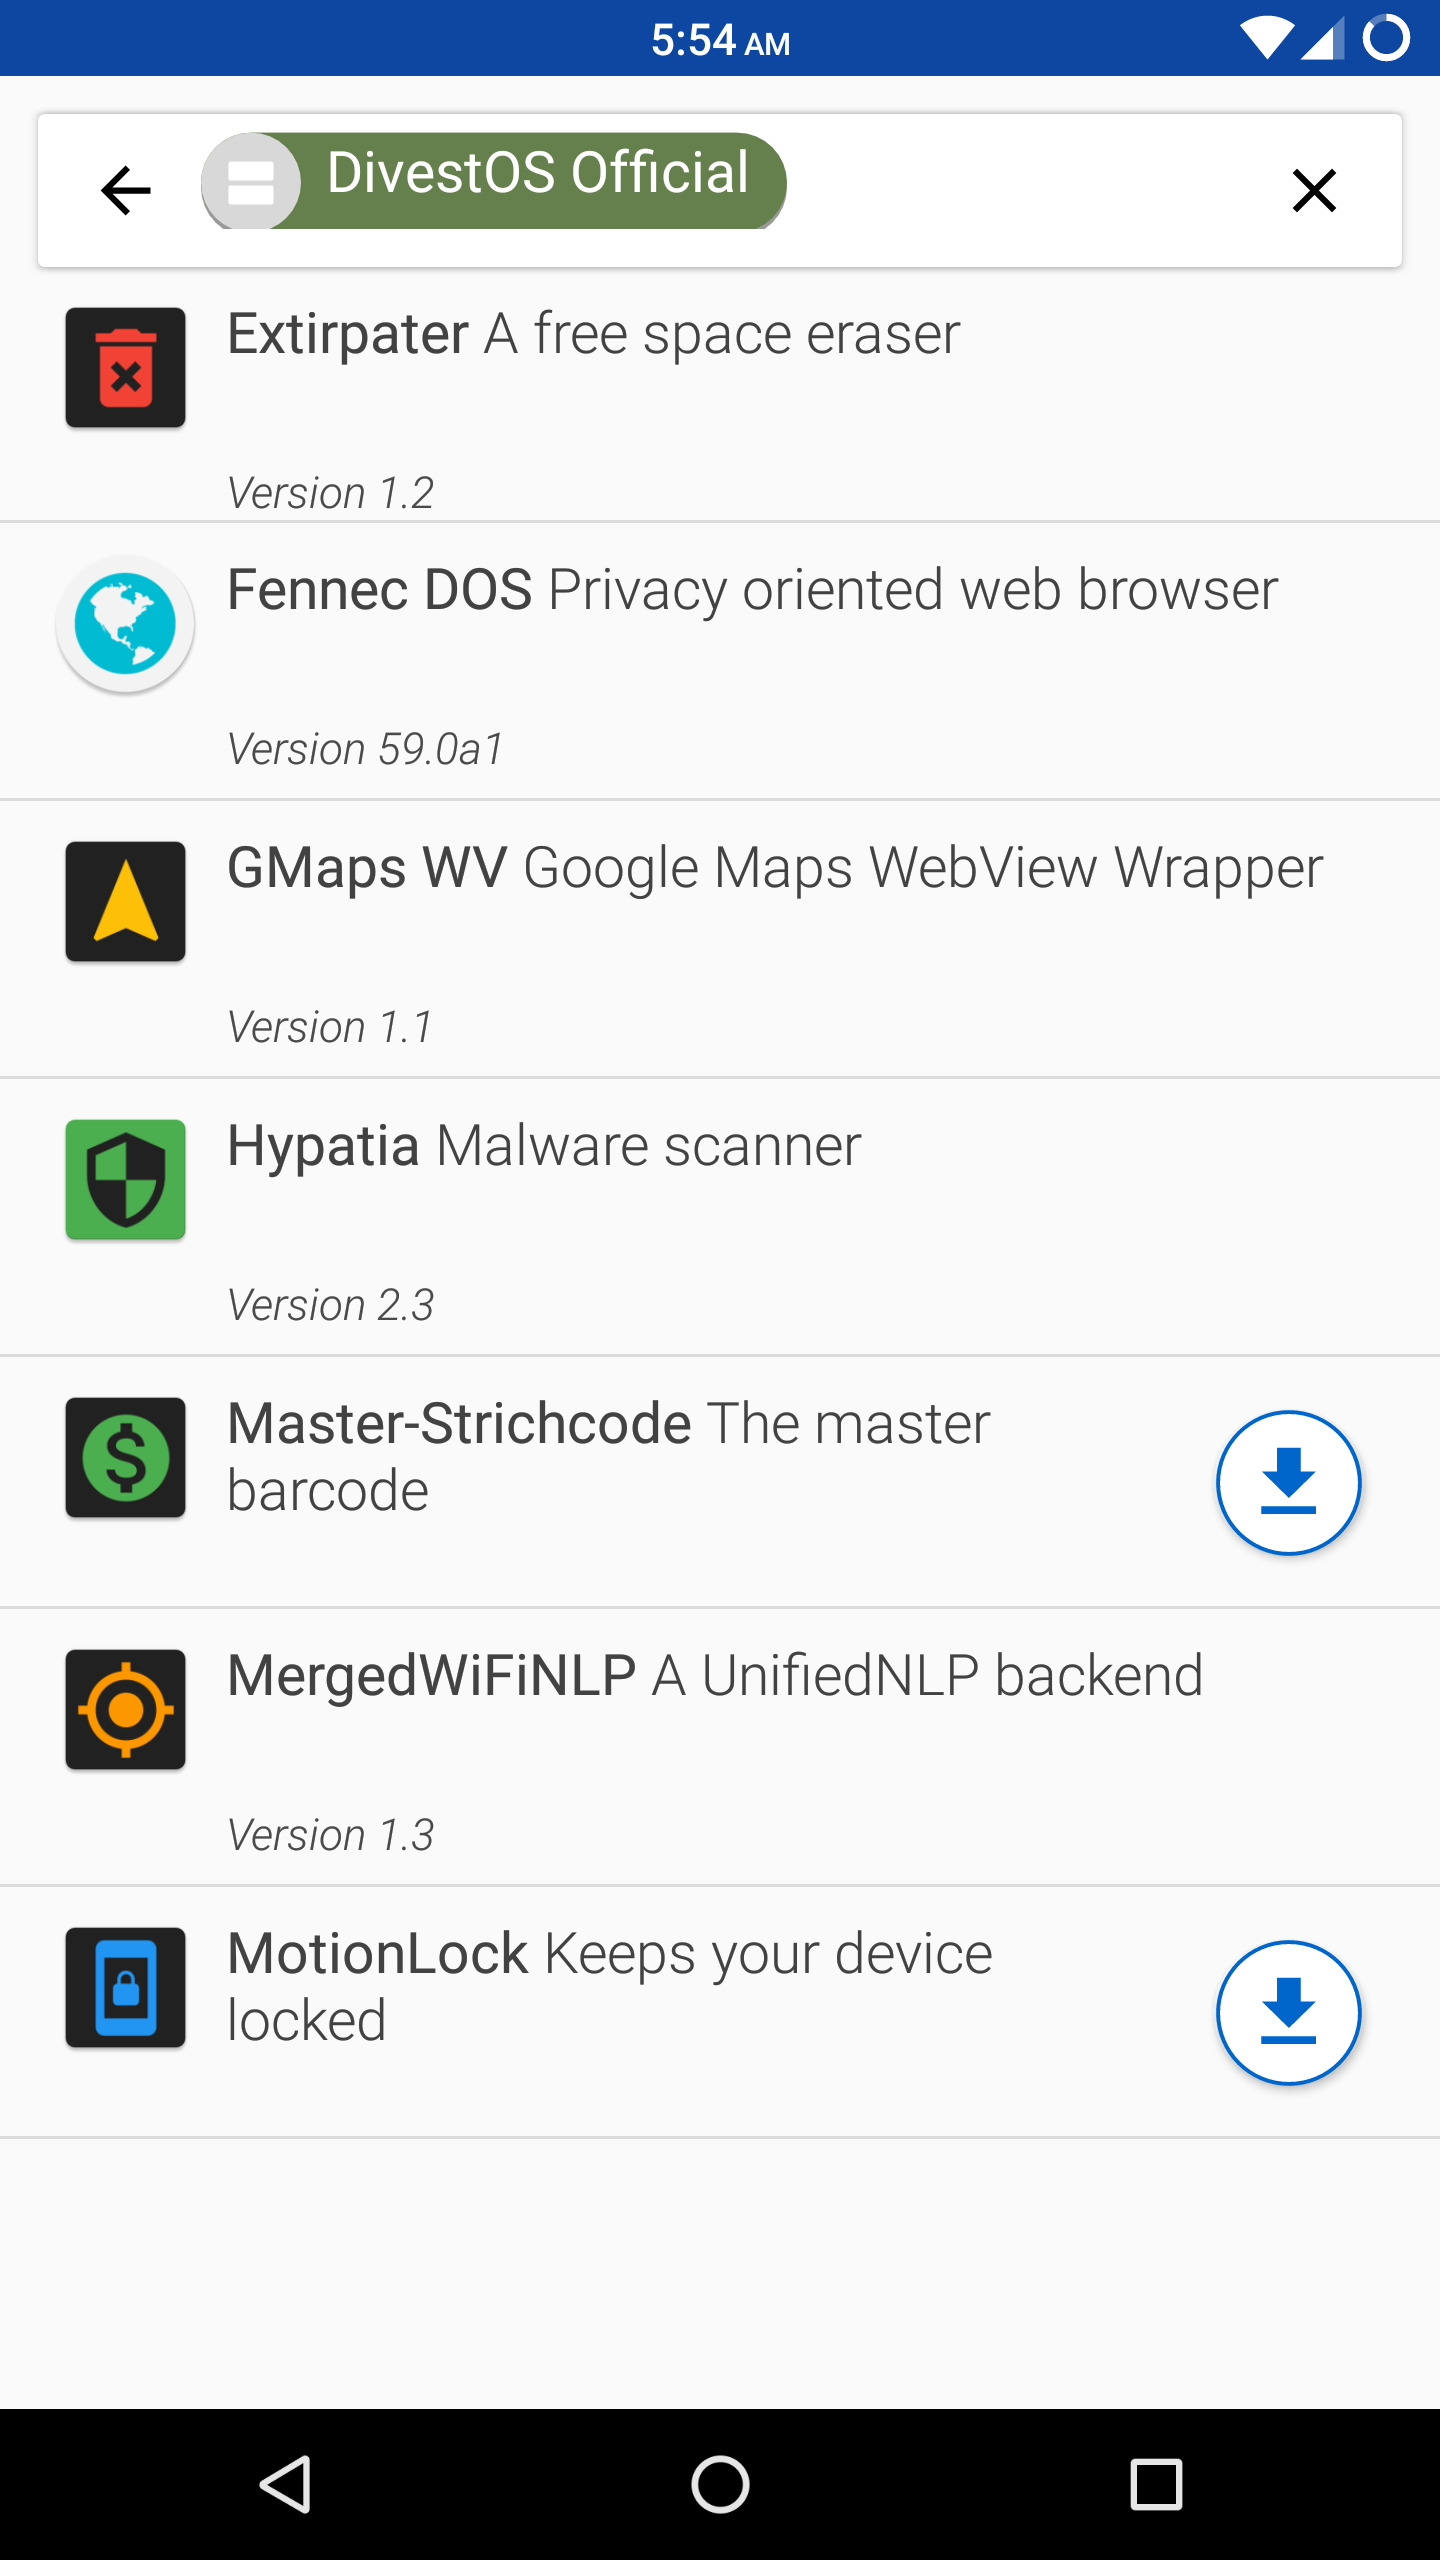 5:54 AM
DivestOS Official
Extirpater A free space eraser
Version 1.2
Fennec DOS Privacy oriented web browser
Version 59.0a1
GMaps WV Google Maps WebView Wrapper
Version 1.1
Hypatia Malware scanner
Version 2.3
Master-Strichcode The master
barcode
MergedWiFiNLP A UnifiedNLP backend
Version 1.3
MotionLock Keeps your device
locked